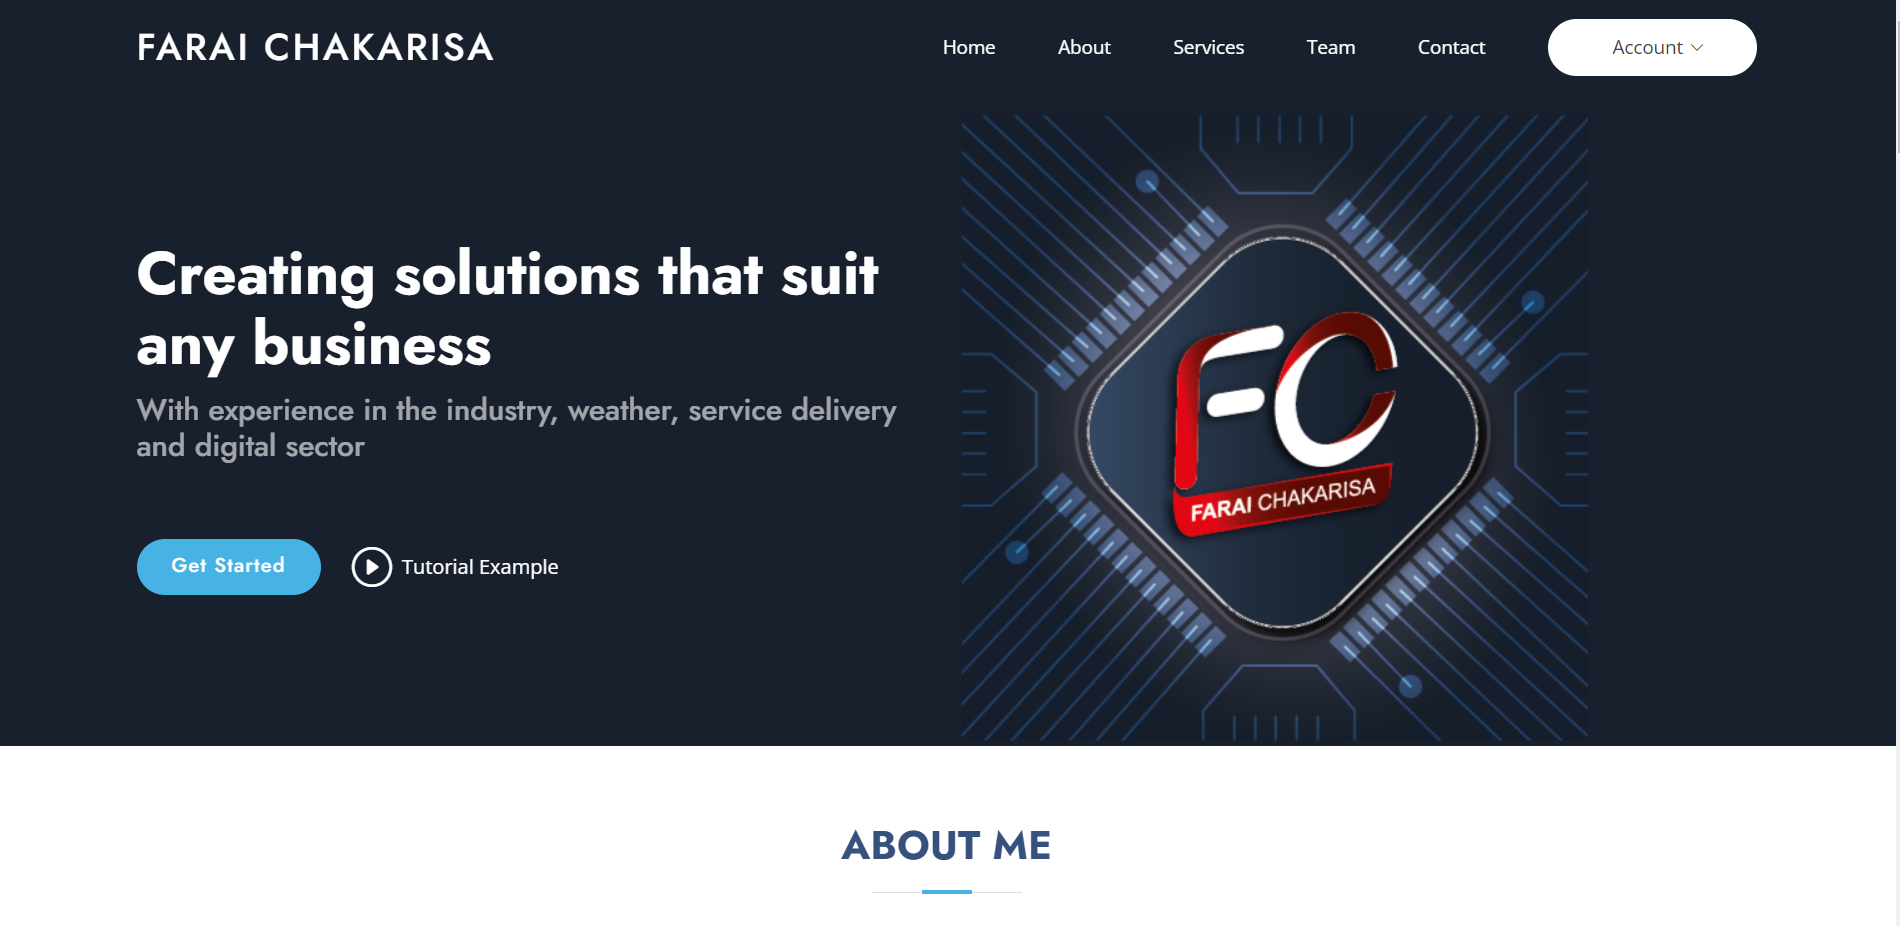 FARAI CHAKARISA
Home
About
Services
Team
Contact
Account
Creating solutions that suit
any business
With experience in the industry, weather, service delivery
and digital sector
Get Started
Tutorial Example
FC
FARAI CHAKARISA
ABOUT ME